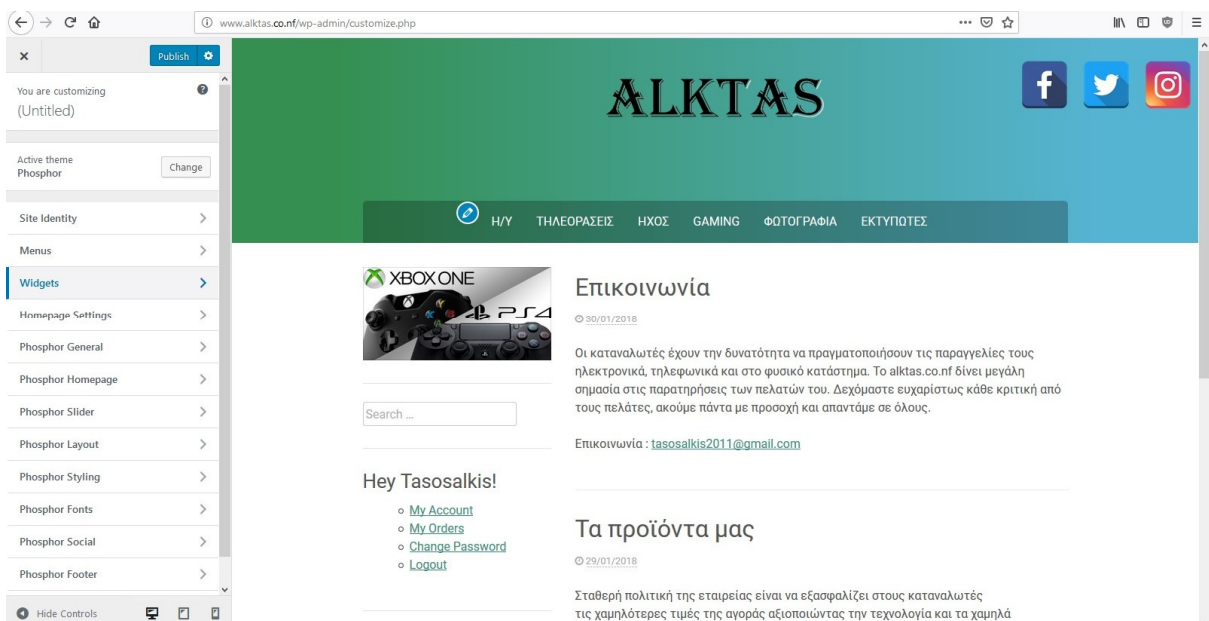 www.alktas.co.nf/wp-admin/customize.php
Publish
You are customizing
(Untitled)
Active theme
Phosphor
Change
Site Identity
Menus
Widgets
Homepage Settings
Phosphor General
Phosphor Homepage
Phosphor Slider
Phosphor Layout
Phosphor Styling
Phosphor Fonts
Phosphor Social
Phosphor Footer
Hide Controls
ALKTAS
Η/Υ ΤΗΛΕΟΡΑΣΕΙΣ ΗΧΟΣ GAMING ΦΩΤΟΓΡΑΦΙΑ ΕΚΤΥΠΩΤΕΣ
XBOX ONE
PS4
Search ...
Hey Tasosalkis!
My Account
My Orders
Change Password
Logout
Επικοινωνία
30/01/2018
Οι καταναλωτές έχουν την δυνατότητα να πραγματοποιήσουν τις παραγγελίες τους
ηλεκτρονικά, τηλεφωνικά και στο φυσικό κατάστημα. Το alktas.co.nf δίνει μεγάλη
σημασία στις παρατηρήσεις των πελατών του. Δεχόμαστε ευχαρίστως κάθε κριτική από
τους πελάτες, ακούμε πάντα με προσοχή και απαντάμε σε όλους.
Επικοινωνία : tasosalkis2011@gmail.com
Τα προϊόντα μας
29/01/2018
Σταθερή πολιτική της εταιρείας είναι να εξασφαλίζει στους καταναλωτές
τις χαμηλότερες τιμές της αγοράς αξιοποιώντας την τεχνολογία και τα χαμηλά